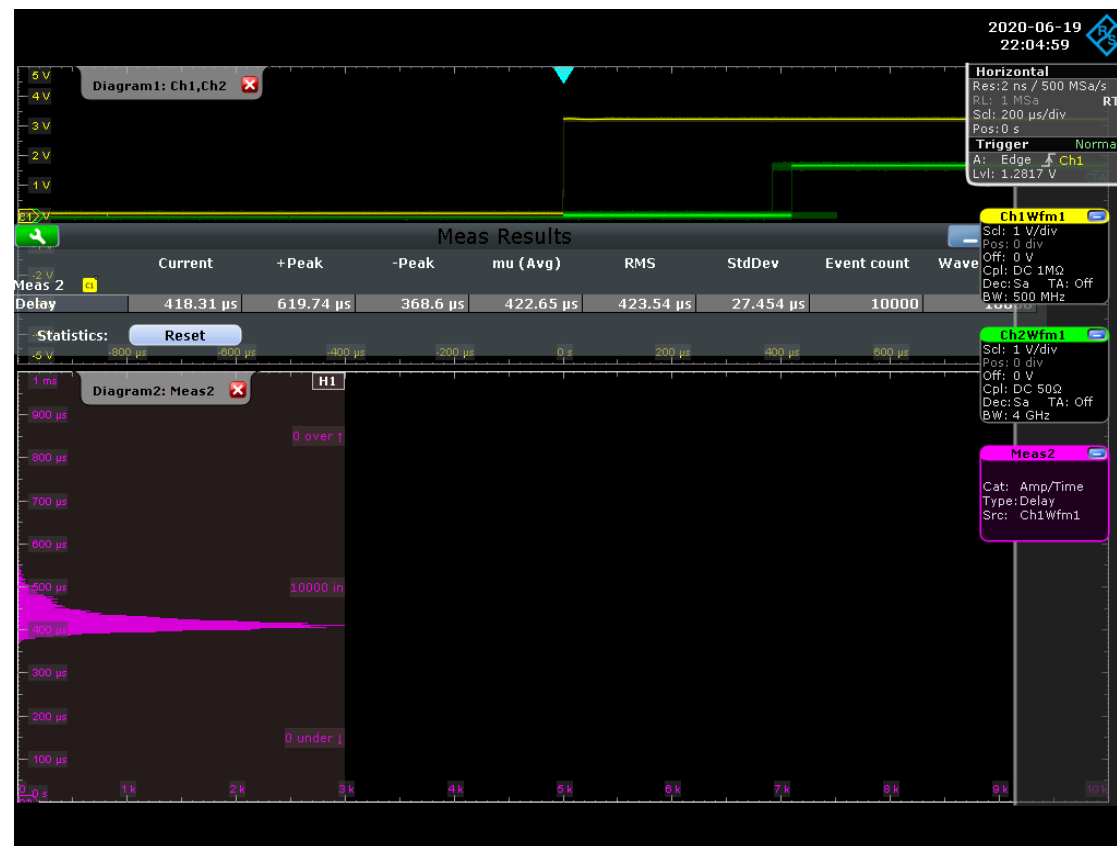 2020-06-19
22:04:59
Diagram1: Ch1,Ch2
5 V
4 V
3 V
2 V
1 V
C1
-2 V
-5 V
Horizontal
Res:2 ns / 500 MSa/s
RL: 1 MSa RT
Scl: 200 µs/div
Pos:0 s
Trigger Norma
A: Edge Ch1
Lvl: 1.2817 V
TA
Meas Results
Current +Peak -Peak mu (Avg) RMS StdDev Event count Wave
Meas 2 C1
Delay 418.31 µs 619.74 µs 368.6 µs 422.65 µs 423.54 µs 27.454 µs 10000
Statistics: Reset
-800 µs -600 µs -400 µs -200 µs 0 s 200 µs 400 µs 600 µs
Ch1Wfm1
Scl: 1 V/div
Pos: 0 div
Off: 0 V
Cpl: DC 1MΩ
Dec:Sa TA: Off
BW: 500 MHz
Ch2Wfm1
Scl: 1 V/div
Pos: 0 div
Off: 0 V
Cpl: DC 50Ω
Dec:Sa TA: Off
BW: 4 GHz
Meas2
Cat: Amp/Time
Type:Delay
Src: Ch1Wfm1
Diagram2: Meas2
H1
1 ms
900 µs
800 µs
700 µs
600 µs
500 µs
400 µs
300 µs
200 µs
100 µs
0 s
0 over ↑
10000 in
0 under ↓
0 1 k 2 k 3 k 4 k 5 k 6 k 7 k 8 k 9 k 10 k